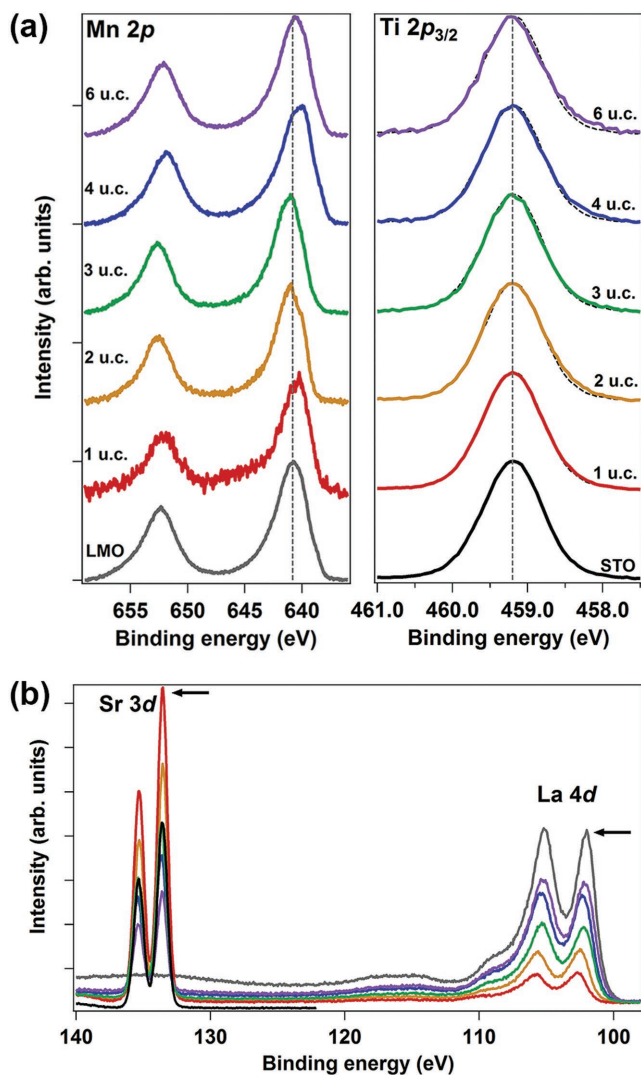 (a)
Mn 2p
Ti 2p3/2
6 u.c.
4 u.c.
3 u.c.
2 u.c.
1 u.c.
LMO
6 u.c.
4 u.c.
3 u.c.
2 u.c.
1 u.c.
STO
Intensity (arb. units)
655 650 645 640
461.0 460.0 459.0 458.0
Binding energy (eV)
Binding energy (eV)
(b)
Sr 3d
La 4d
Intensity (arb. units)
140 130 120 110 100
Binding energy (eV)